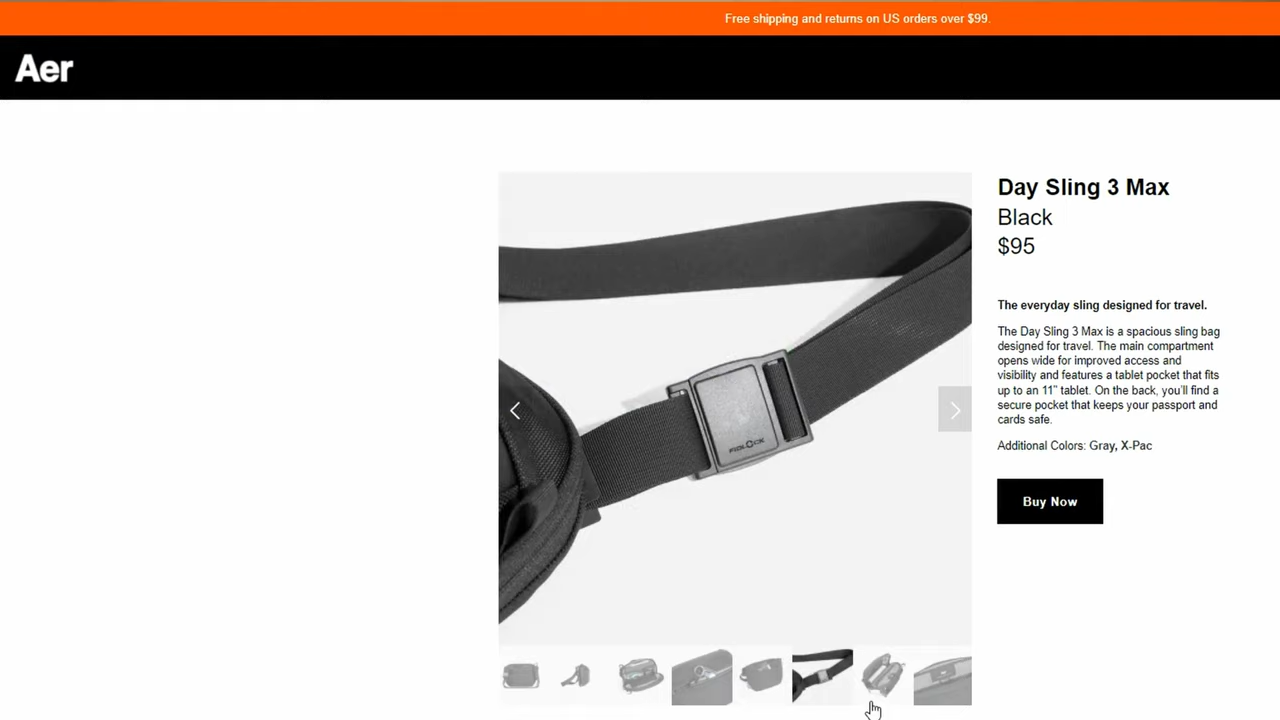 Free shipping and returns on US orders over $99.
Aer
Day Sling 3 Max
Black
$95
The everyday sling designed for travel.
The Day Sling 3 Max is a spacious sling bag
designed for travel. The main compartment
opens wide for improved access and
visibility and features a tablet pocket that fits
up to an 11" tablet. On the back, you'll find a
secure pocket that keeps your passport and
cards safe.
Additional Colors: Gray, X-Pac
Buy Now
FIDLOCK